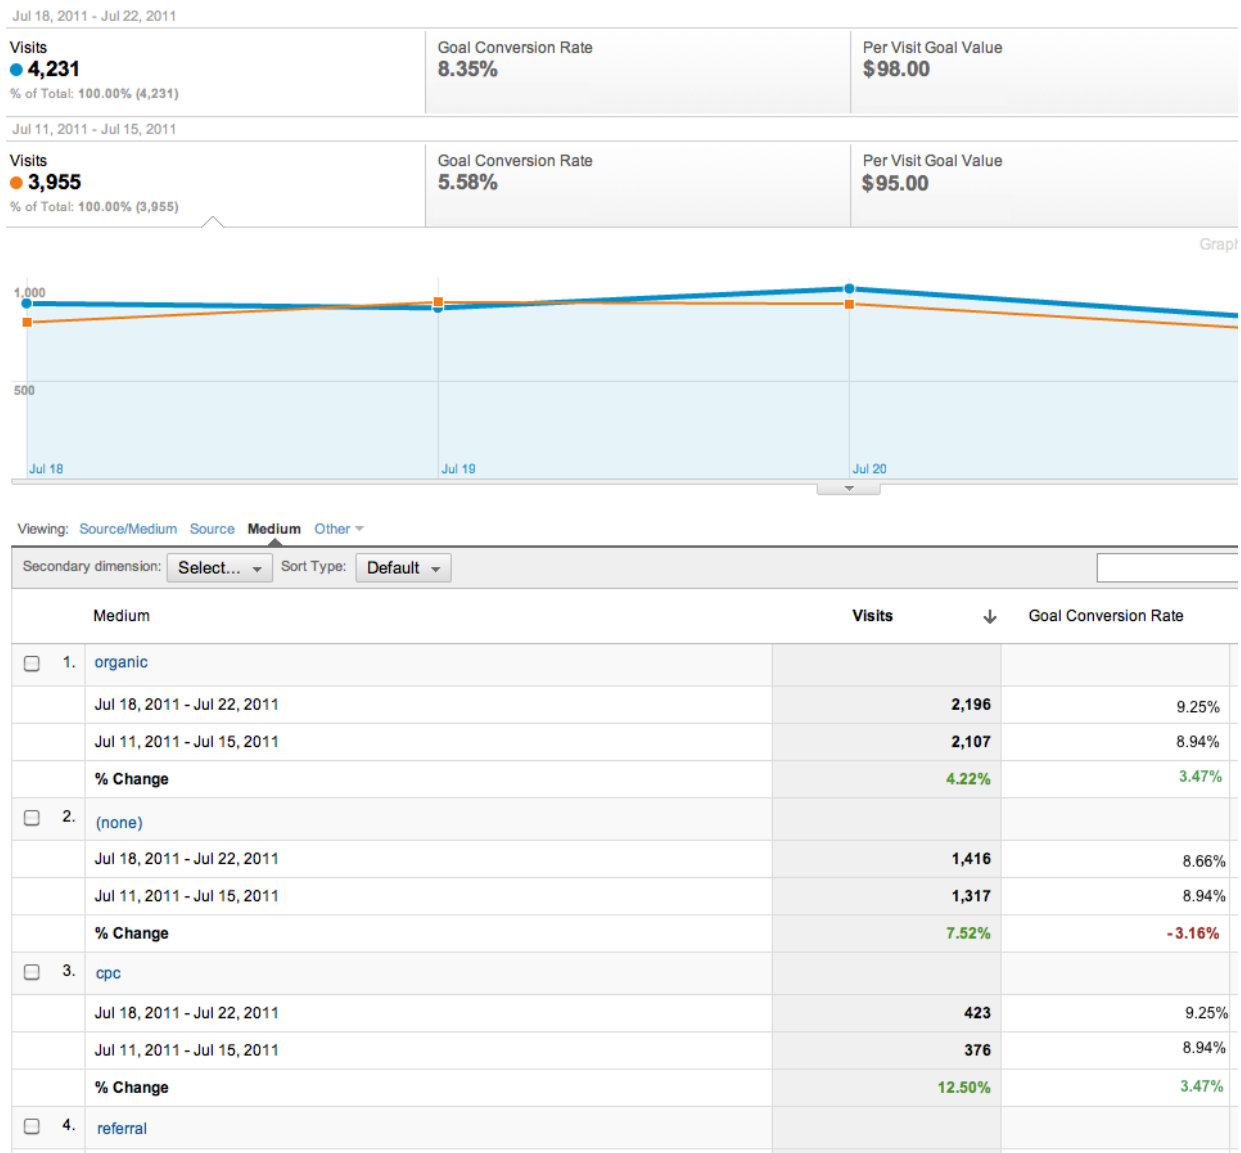 Jul 18, 2011 - Jul 22, 2011
Visits Goal Conversion Rate Per Visit Goal Value
4,231 8.35% $98.00
% of Total: 100.00% (4,231)
Jul 11, 2011 - Jul 15, 2011
Visits Goal Conversion Rate Per Visit Goal Value
3,955 5.58% $95.00
% of Total: 100.00% (3,955)
Graph
1,000
500
Jul 18 Jul 19 Jul 20
Viewing: Source/Medium Source Medium Other
Secondary dimension: Select... Sort Type: Default
Medium Visits Goal Conversion Rate
1. organic
Jul 18, 2011 - Jul 22, 2011 2,196 9.25%
Jul 11, 2011 - Jul 15, 2011 2,107 8.94%
% Change 4.22% 3.47%
2. (none)
Jul 18, 2011 - Jul 22, 2011 1,416 8.66%
Jul 11, 2011 - Jul 15, 2011 1,317 8.94%
% Change 7.52% -3.16%
3. cpc
Jul 18, 2011 - Jul 22, 2011 423 9.25%
Jul 11, 2011 - Jul 15, 2011 376 8.94%
% Change 12.50% 3.47%
4. referral